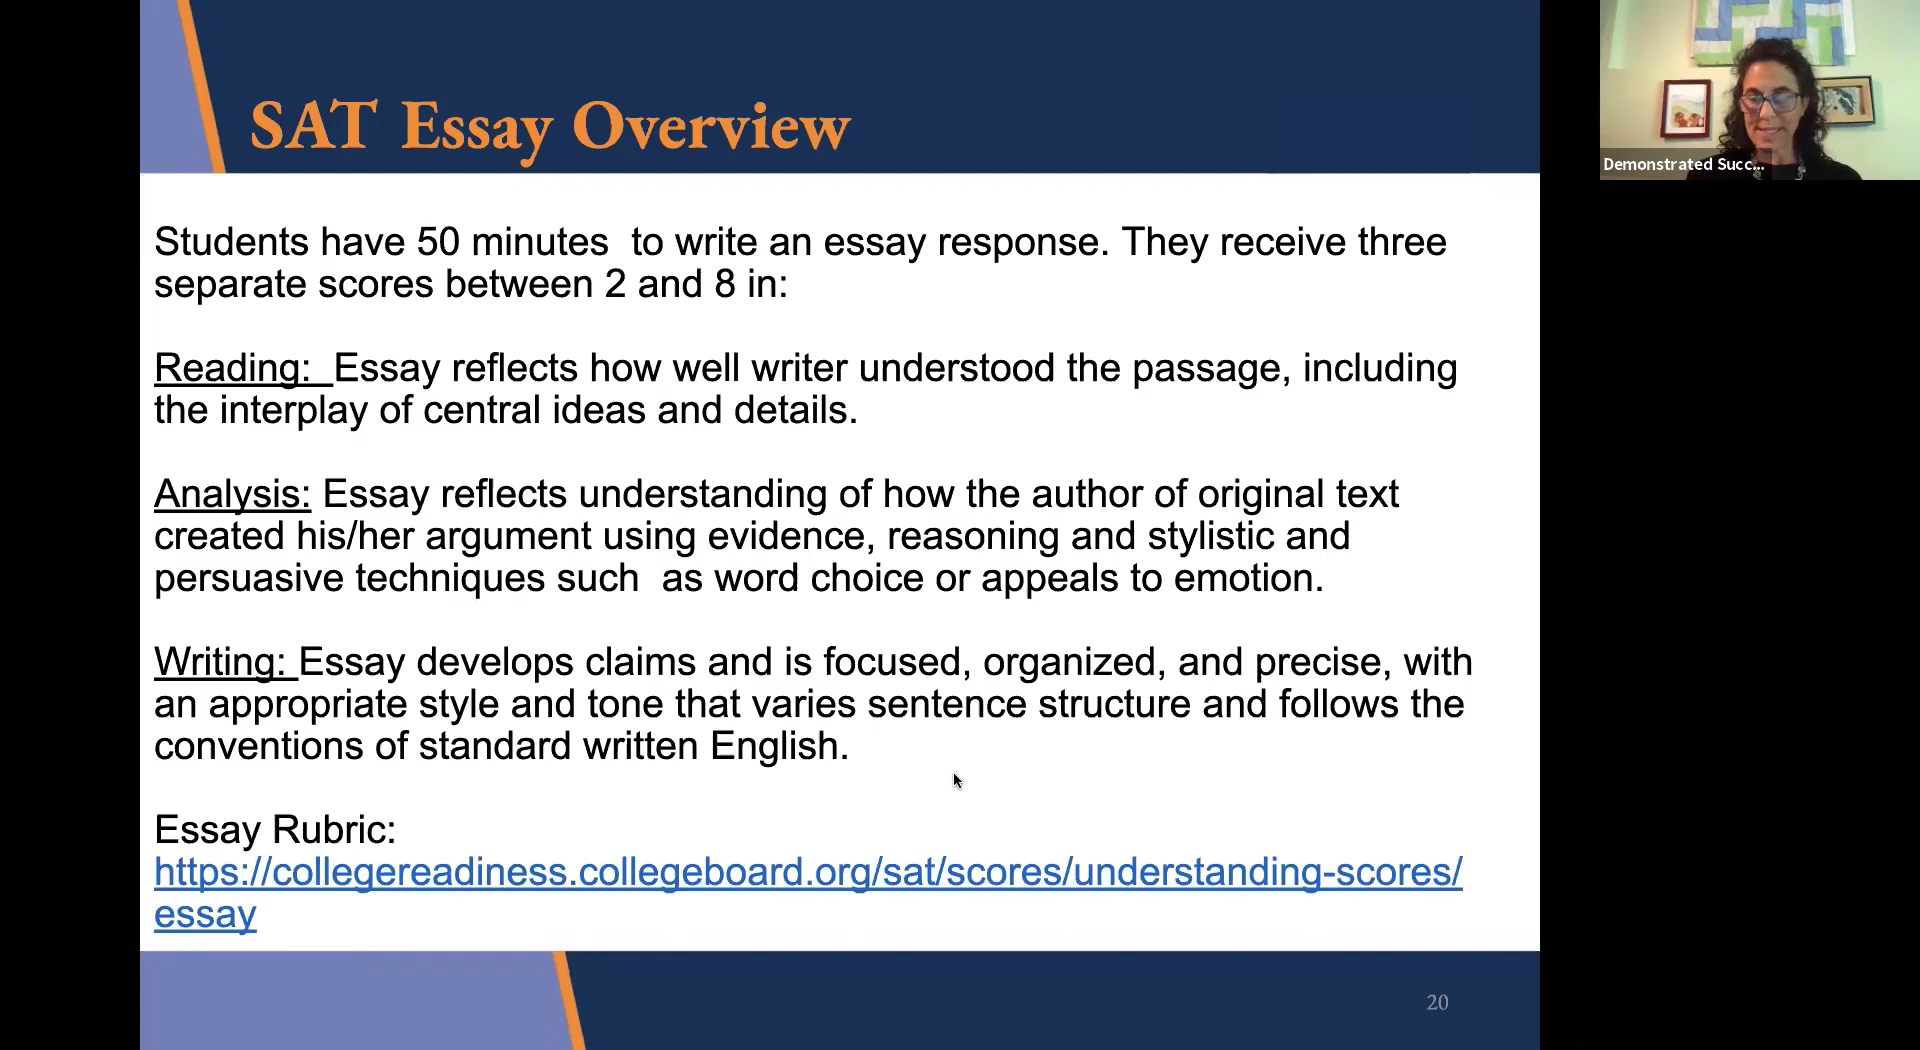 SAT Essay Overview
Demonstrated Succ...
Students have 50 minutes  to write an essay response. They receive three
separate scores between 2 and 8 in:
Reading:  Essay reflects how well writer understood the passage, including
the interplay of central ideas and details.
Analysis: Essay reflects understanding of how the author of original text
created his/her argument using evidence, reasoning and stylistic and
persuasive techniques such  as word choice or appeals to emotion.
Writing: Essay develops claims and is focused, organized, and precise, with
an appropriate style and tone that varies sentence structure and follows the
conventions of standard written English.
Essay Rubric:
https://collegereadiness.collegeboard.org/sat/scores/understanding-scores/
essay
20